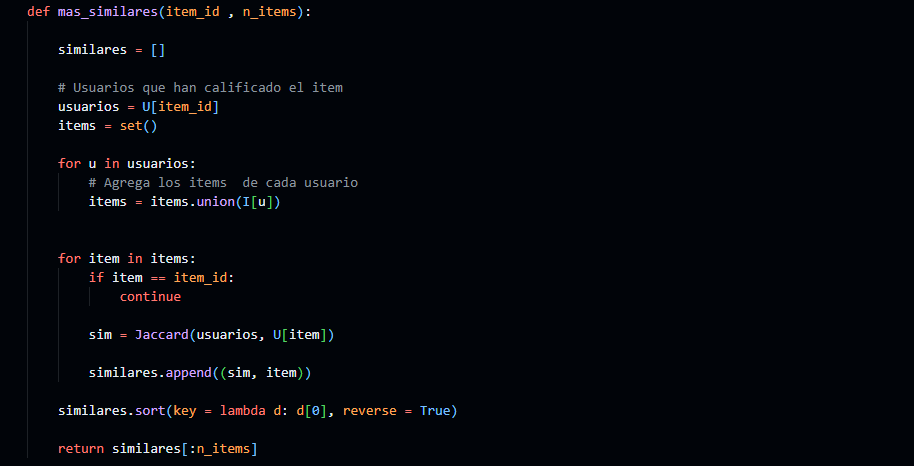 def mas_similares(item_id , n_items):
similares = []
# Usuarios que han calificado el item
usuarios = U[item_id]
items = set()
for u in usuarios:
# Agrega los items  de cada usuario
items = items.union(I[u])
for item in items:
if item == item_id:
continue
sim = Jaccard(usuarios, U[item])
similares.append((sim, item))
similares.sort(key = lambda d: d[0], reverse = True)
return similares[:n_items]